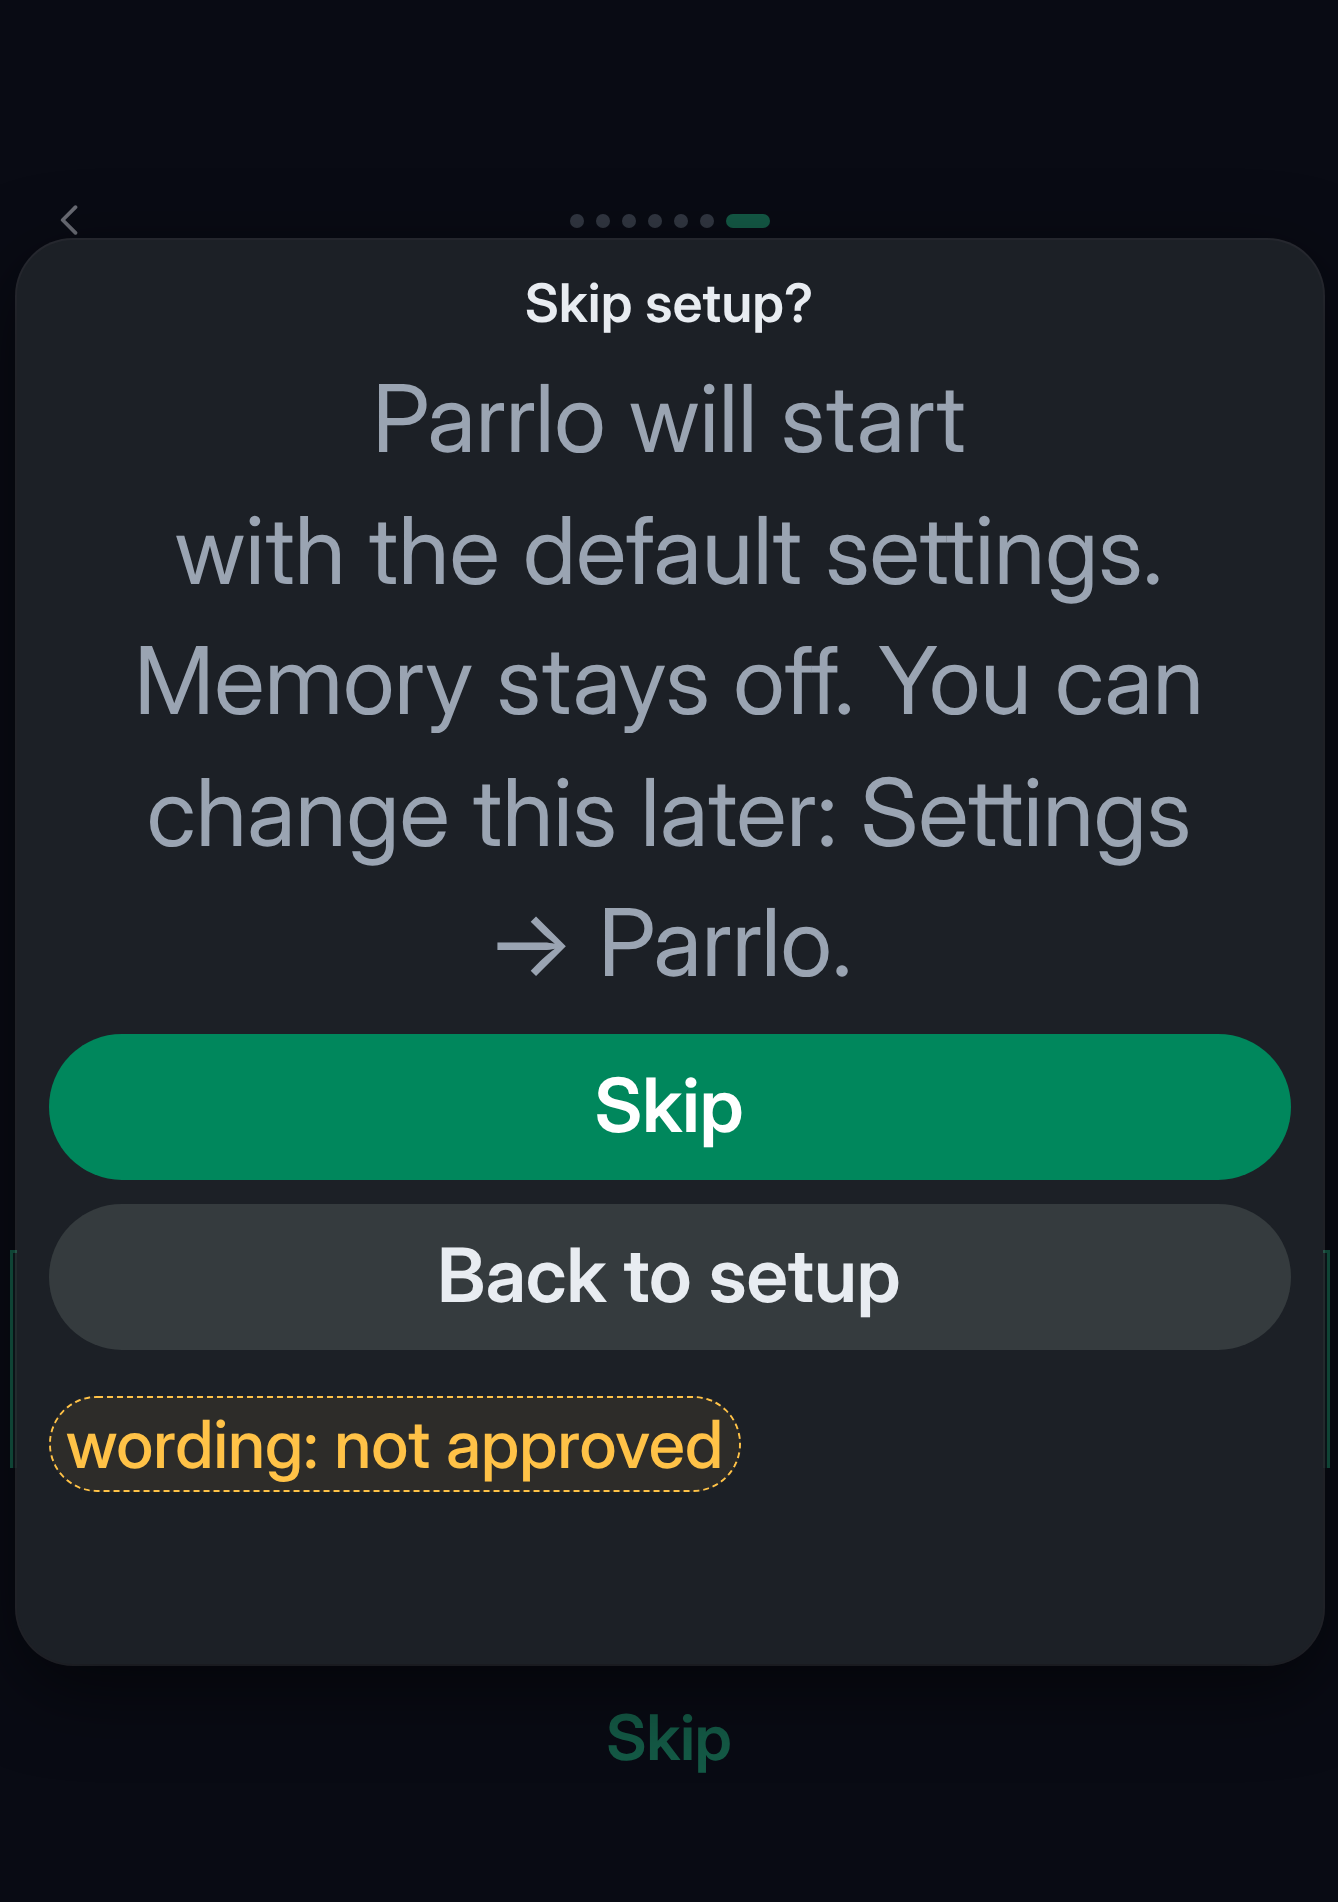 Skip setup?
Parrlo will start
with the default settings.
Memory stays off. You can
change this later: Settings
→ Parrlo.
Skip
Back to setup
wording: not approved
Skip